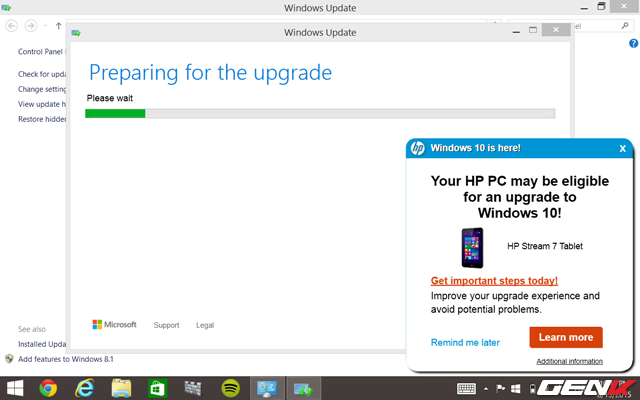 Windows Update
Windows Update
Control Panel
Preparing for the upgrade
Check for upda
Please wait
Change setting
View update h
Restore hidden
hp Windows 10 is here! X
Your HP PC may be eligible
for an upgrade to
Windows 10!
HP Stream 7 Tablet
Get important steps today!
Improve your upgrade experience and
avoid potential problems.
Remind me later
Learn more
Additional information
Microsoft Support Legal
See also
Installed Upda
Add features to Windows 8.1
GENK